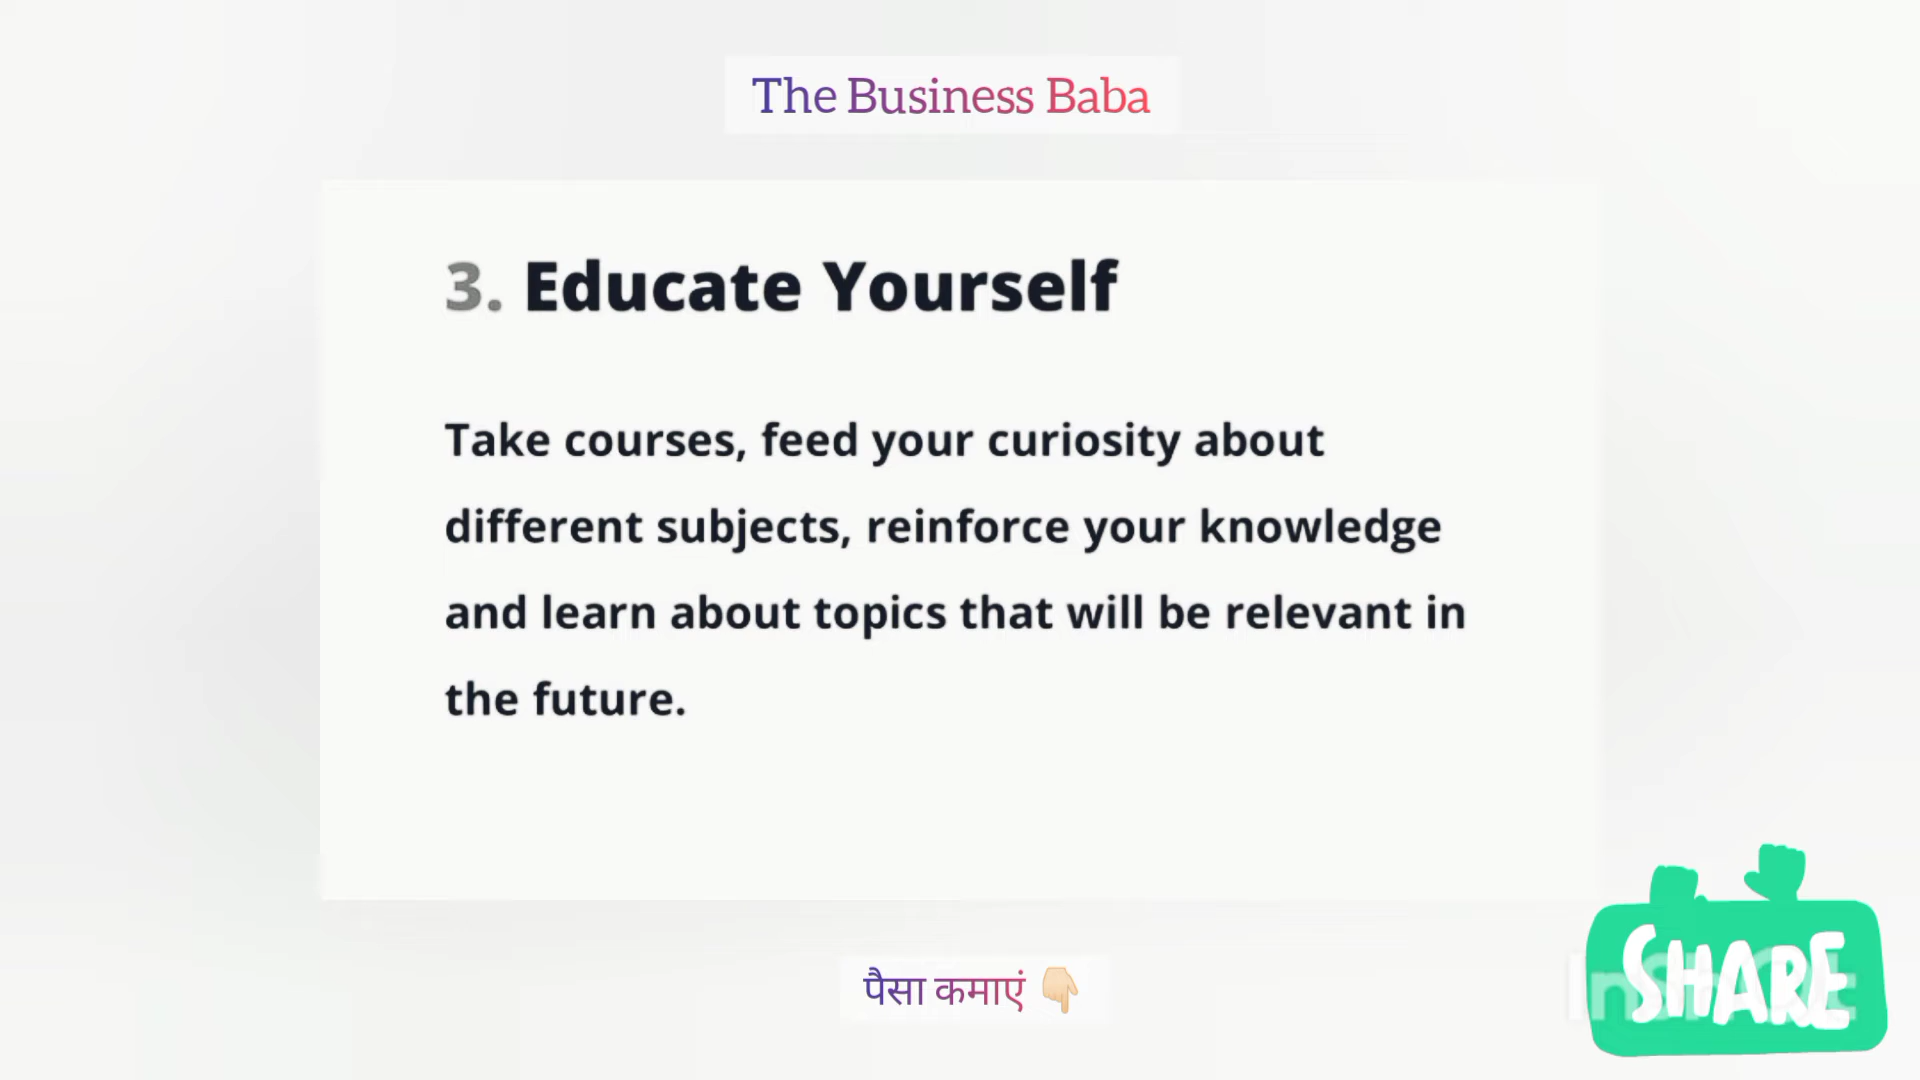 The Business Baba
3. Educate Yourself
Take courses, feed your curiosity about
different subjects, reinforce your knowledge
and learn about topics that will be relevant in
the future.
पैसा कमाएं 👇🏻
SHARE